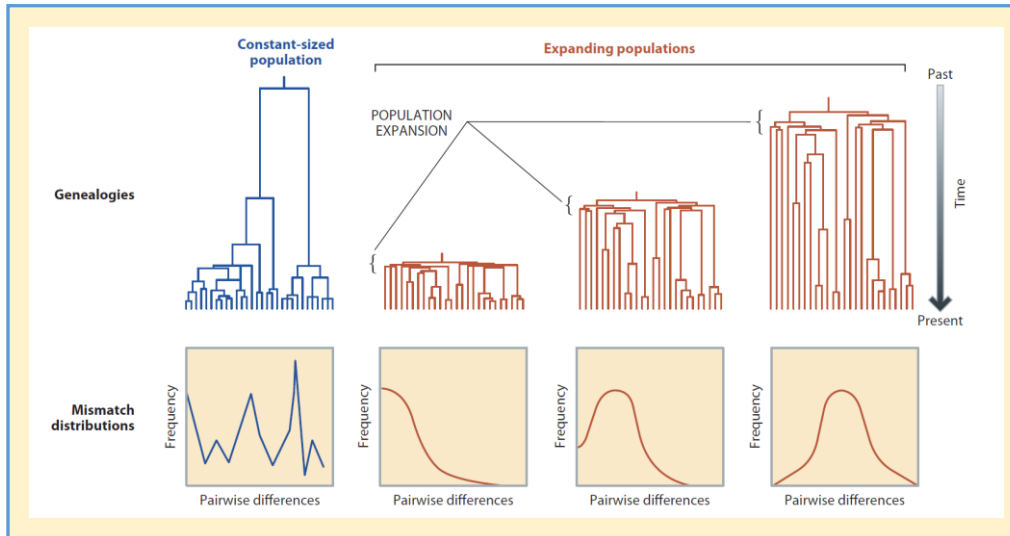 Constant-sized
population
Expanding populations
Past
POPULATION
EXPANSION
Genealogies
Time
Present
Mismatch
distributions
Frequency
Frequency
Frequency
Frequency
Pairwise differences
Pairwise differences
Pairwise differences
Pairwise differences